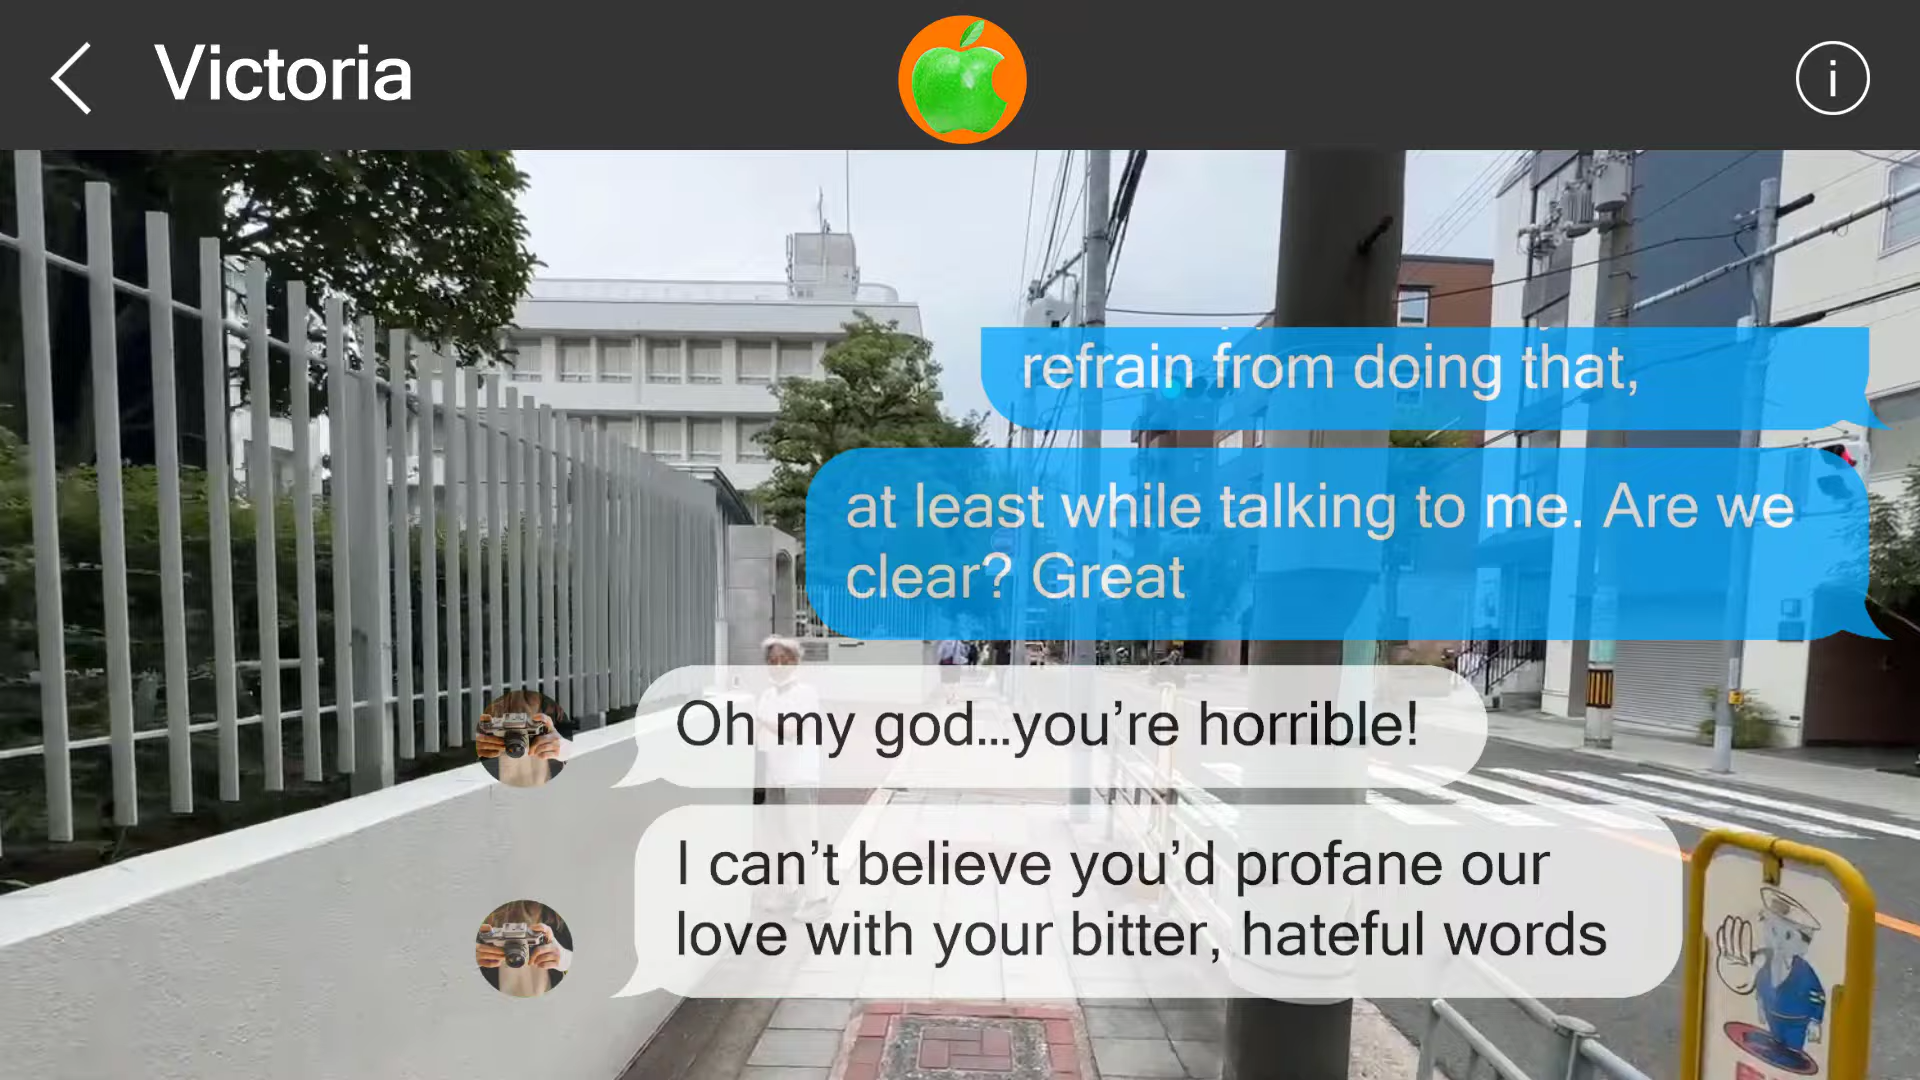 Victoria
refrain from doing that,
at least while talking to me. Are we
clear? Great
Oh my god...you’re horrible!
I can’t believe you’d profane our
love with your bitter, hateful words